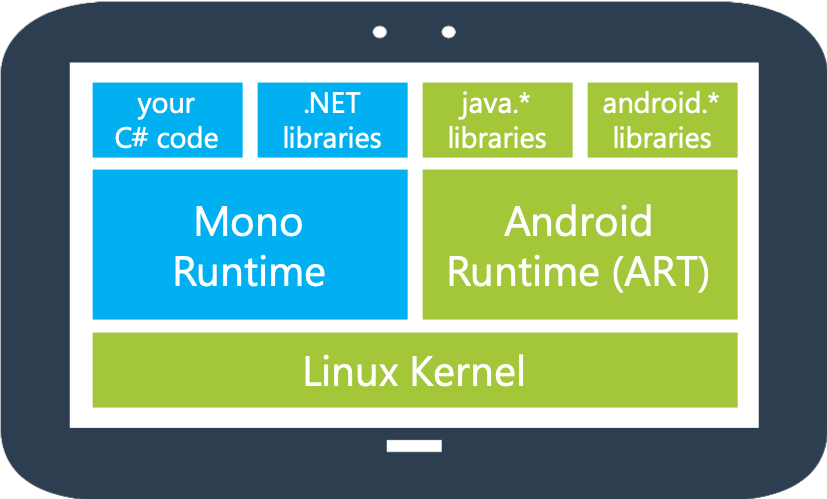 your
C# code
.NET
libraries
java.*
libraries
android.*
libraries
Mono
Runtime
Android
Runtime (ART)
Linux Kernel